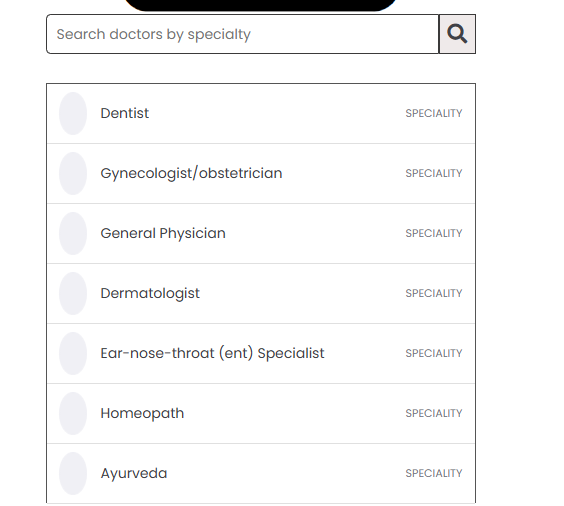 Search doctors by specialty
Dentist SPECIALITY
Gynecologist/obstetrician SPECIALITY
General Physician SPECIALITY
Dermatologist SPECIALITY
Ear-nose-throat (ent) Specialist SPECIALITY
Homeopath SPECIALITY
Ayurveda SPECIALITY